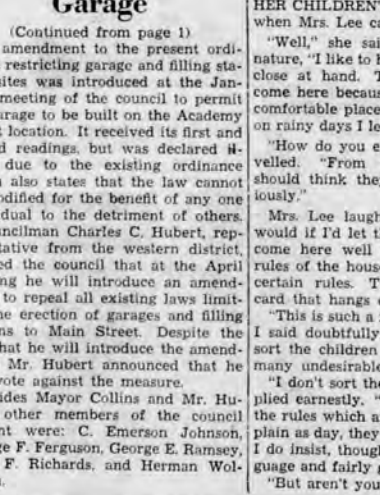 Garage
(Continued from page 1)
amendment to the present ordi-
restricting garage and filling sta-
ites was introduced at the Jan-
meeting of the council to permit
arage to be built on the Academy
t location. It received its first and
d readings, but was declared il-
due to the existing ordinance
also states that the law cannot
odified for the benefit of any one
dual to the detriment of others.
ncilman Charles C. Hubert, rep-
tative from the western district,
ed the council that at the April
ng he will introduce an amend-
to repeal all existing laws limit-
he erection of garages and filling
ns to Main Street. Despite the
hat he will introduce the amend-
Mr. Hubert announced that he
vote against the measure.
ides Mayor Collins and Mr. Hu-
other members of the council
nt were: C. Emerson Johnson,
ge F. Ferguson, George E. Ramsey,
F. Richards, and Herman Wol-
HER CHILDREN
when Mrs. Lee ca
"Well," she sai
nature, "I like to h
close at hand. T
come here becaus
comfortable place
on rainy days I le
"How do you e
velled. "From
should think the
iously."
Mrs. Lee laugh
would if I'd let t
come here well
rules of the hous
certain rules. T
card that hangs
"This is such a
I said doubtfully
sort the children
many undesirable
"I don't sort the
plied earnestly. "
the rules which a
plain as day, they
I do insist, though
guage and fairly
"But aren't you